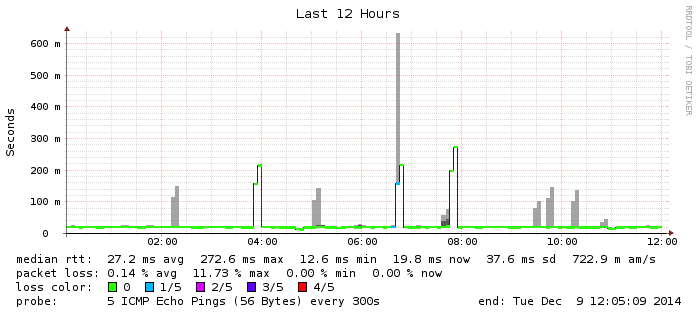 Last 12 Hours
RRDTOOL / TOBI OETIKER
Seconds
600 m
500 m
400 m
300 m
200 m
100 m
0
02:00 04:00 06:00 08:00 10:00 12:00
median rtt: 27.2 ms avg 272.6 ms max 12.6 ms min 19.8 ms now 37.6 ms sd 722.9 m am/s
packet loss: 0.14 % avg 11.73 % max 0.00 % min 0.00 % now
loss color: 0 1/5 2/5 3/5 4/5
probe: 5 ICMP Echo Pings (56 Bytes) every 300s end: Tue Dec 9 12:05:09 2014